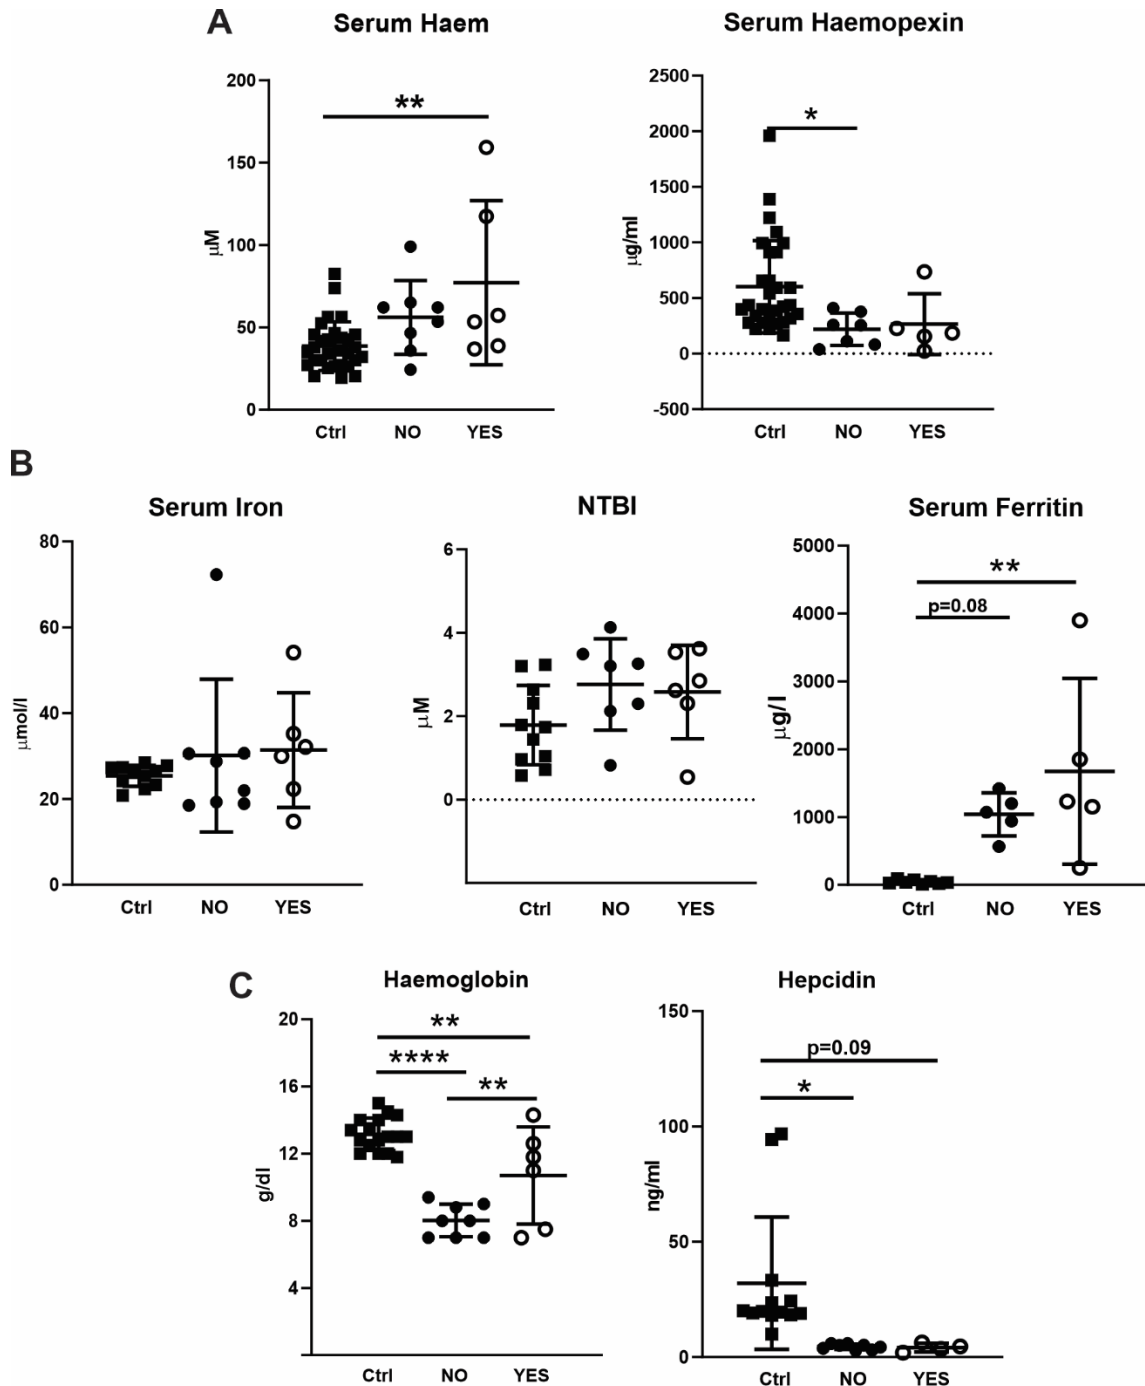 A
Serum Haem
Serum Haemopexin
200
150
100
50
0
μM
**
Ctrl
NO
YES
2500
2000
1500
1000
500
0
-500
μg/ml
*
Ctrl
NO
YES
B
Serum Iron
NTBI
Serum Ferritin
80
60
40
20
0
μmol/l
Ctrl
NO
YES
6
4
2
0
μM
Ctrl
NO
YES
5000
4000
3000
2000
1000
0
μg/l
**
p=0.08
Ctrl
NO
YES
C
Haemoglobin
Hepcidin
20
16
12
8
4
g/dl
**
****
**
Ctrl
NO
YES
150
100
50
0
ng/ml
p=0.09
*
Ctrl
NO
YES